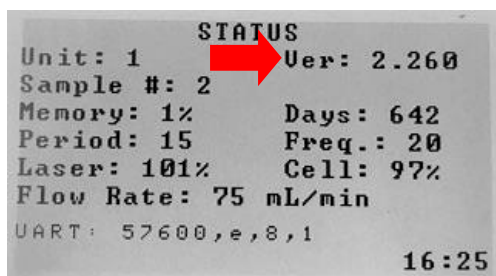 STATUS
Unit: 1 Ver: 2.260
Sample #: 2
Memory: 1% Days: 642
Period: 15 Freq.: 20
Laser: 101% Cell: 97%
Flow Rate: 75 mL/min
UART: 57600,e,8,1
16:25